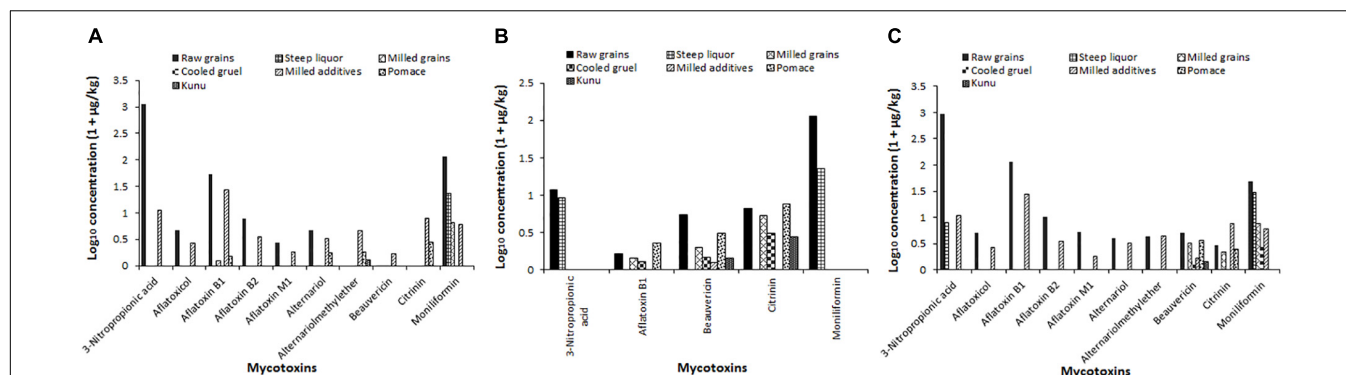 A
Raw grains
Steep liquor
Milled grains
Cooled gruel
Milled additives
Pomace
Kunu
Log10 concentration (1 + µg/kg)
3.5
3
2.5
2
1.5
1
0.5
0
3-Nitropropionic acid
Aflatoxicol
Aflatoxin B1
Aflatoxin B2
Aflatoxin M1
Alternariol
Alternariolmethylether
Beauvericin
Citrinin
Moniliformin
Mycotoxins
B
Raw grains
Steep liquor
Milled grains
Cooled gruel
Milled additives
Pomace
Kunu
Log10 concentration (1 + µg/kg)
2.5
2
1.5
1
0.5
0
3-Nitropropionic
acid
Aflatoxin B1
Beauvericin
Citrinin
Moniliformin
Mycotoxins
C
Raw grains
Steep liquor
Milled grains
Cooled gruel
Milled additives
Pomace
Kunu
Log10 concentration (1 + µg/kg)
3.5
3
2.5
2
1.5
1
0.5
0
3-Nitropropionic acid
Aflatoxicol
Aflatoxin B1
Aflatoxin B2
Aflatoxin M1
Alternariol
Alternariolmethylether
Beauvericin
Citrinin
Moniliformin
Mycotoxins